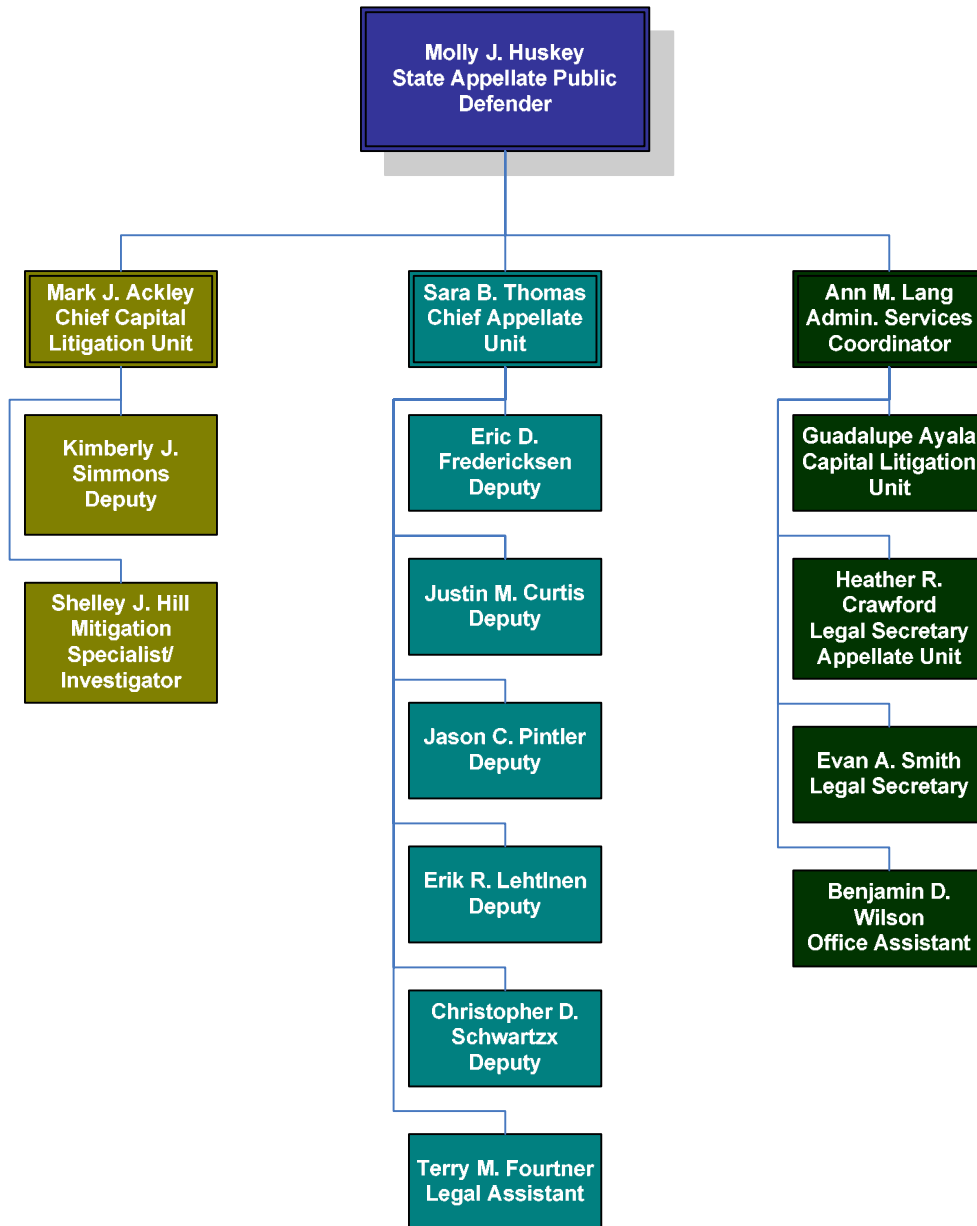 Molly J. Huskey
State Appellate Public
Defender
Mark J. Ackley
Chief Capital
Litigation Unit
Kimberly J.
Simmons
Deputy
Shelley J. Hill
Mitigation
Specialist/
Investigator
Sara B. Thomas
Chief Appellate
Unit
Eric D.
Fredericksen
Deputy
Justin M. Curtis
Deputy
Jason C. Pintler
Deputy
Erik R. LehtInen
Deputy
Christopher D.
Schwartzx
Deputy
Terry M. Fourtner
Legal Assistant
Ann M. Lang
Admin. Services
Coordinator
Guadalupe Ayala
Capital Litigation
Unit
Heather R.
Crawford
Legal Secretary
Appellate Unit
Evan A. Smith
Legal Secretary
Benjamin D.
Wilson
Office Assistant